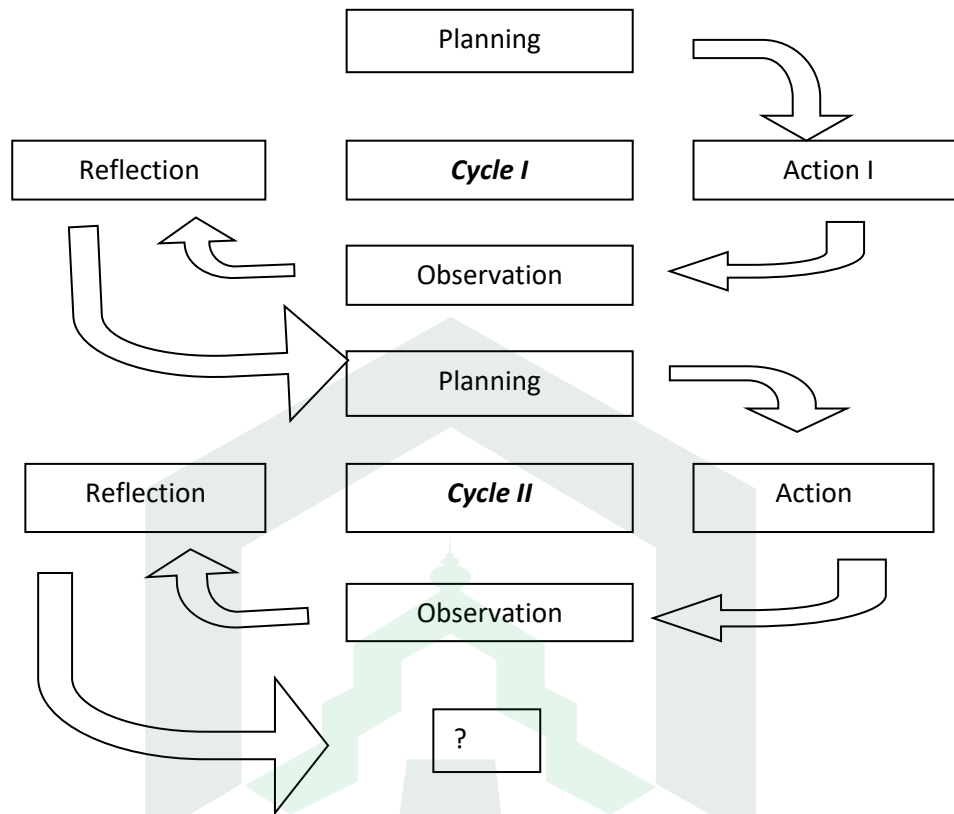 Planning
Reflection
Cycle I
Action I
Observation
Planning
Reflection
Cycle II
Action
Observation
?